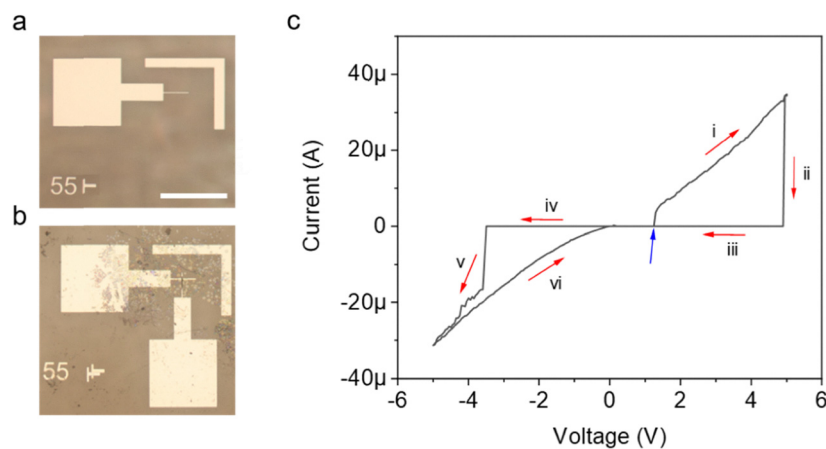 a
55
b
55
c
40µ
20µ
0
-20µ
-40µ
-6
-4
-2
0
2
4
6
Current (A)
Voltage (V)
i
ii
iii
iv
v
vi